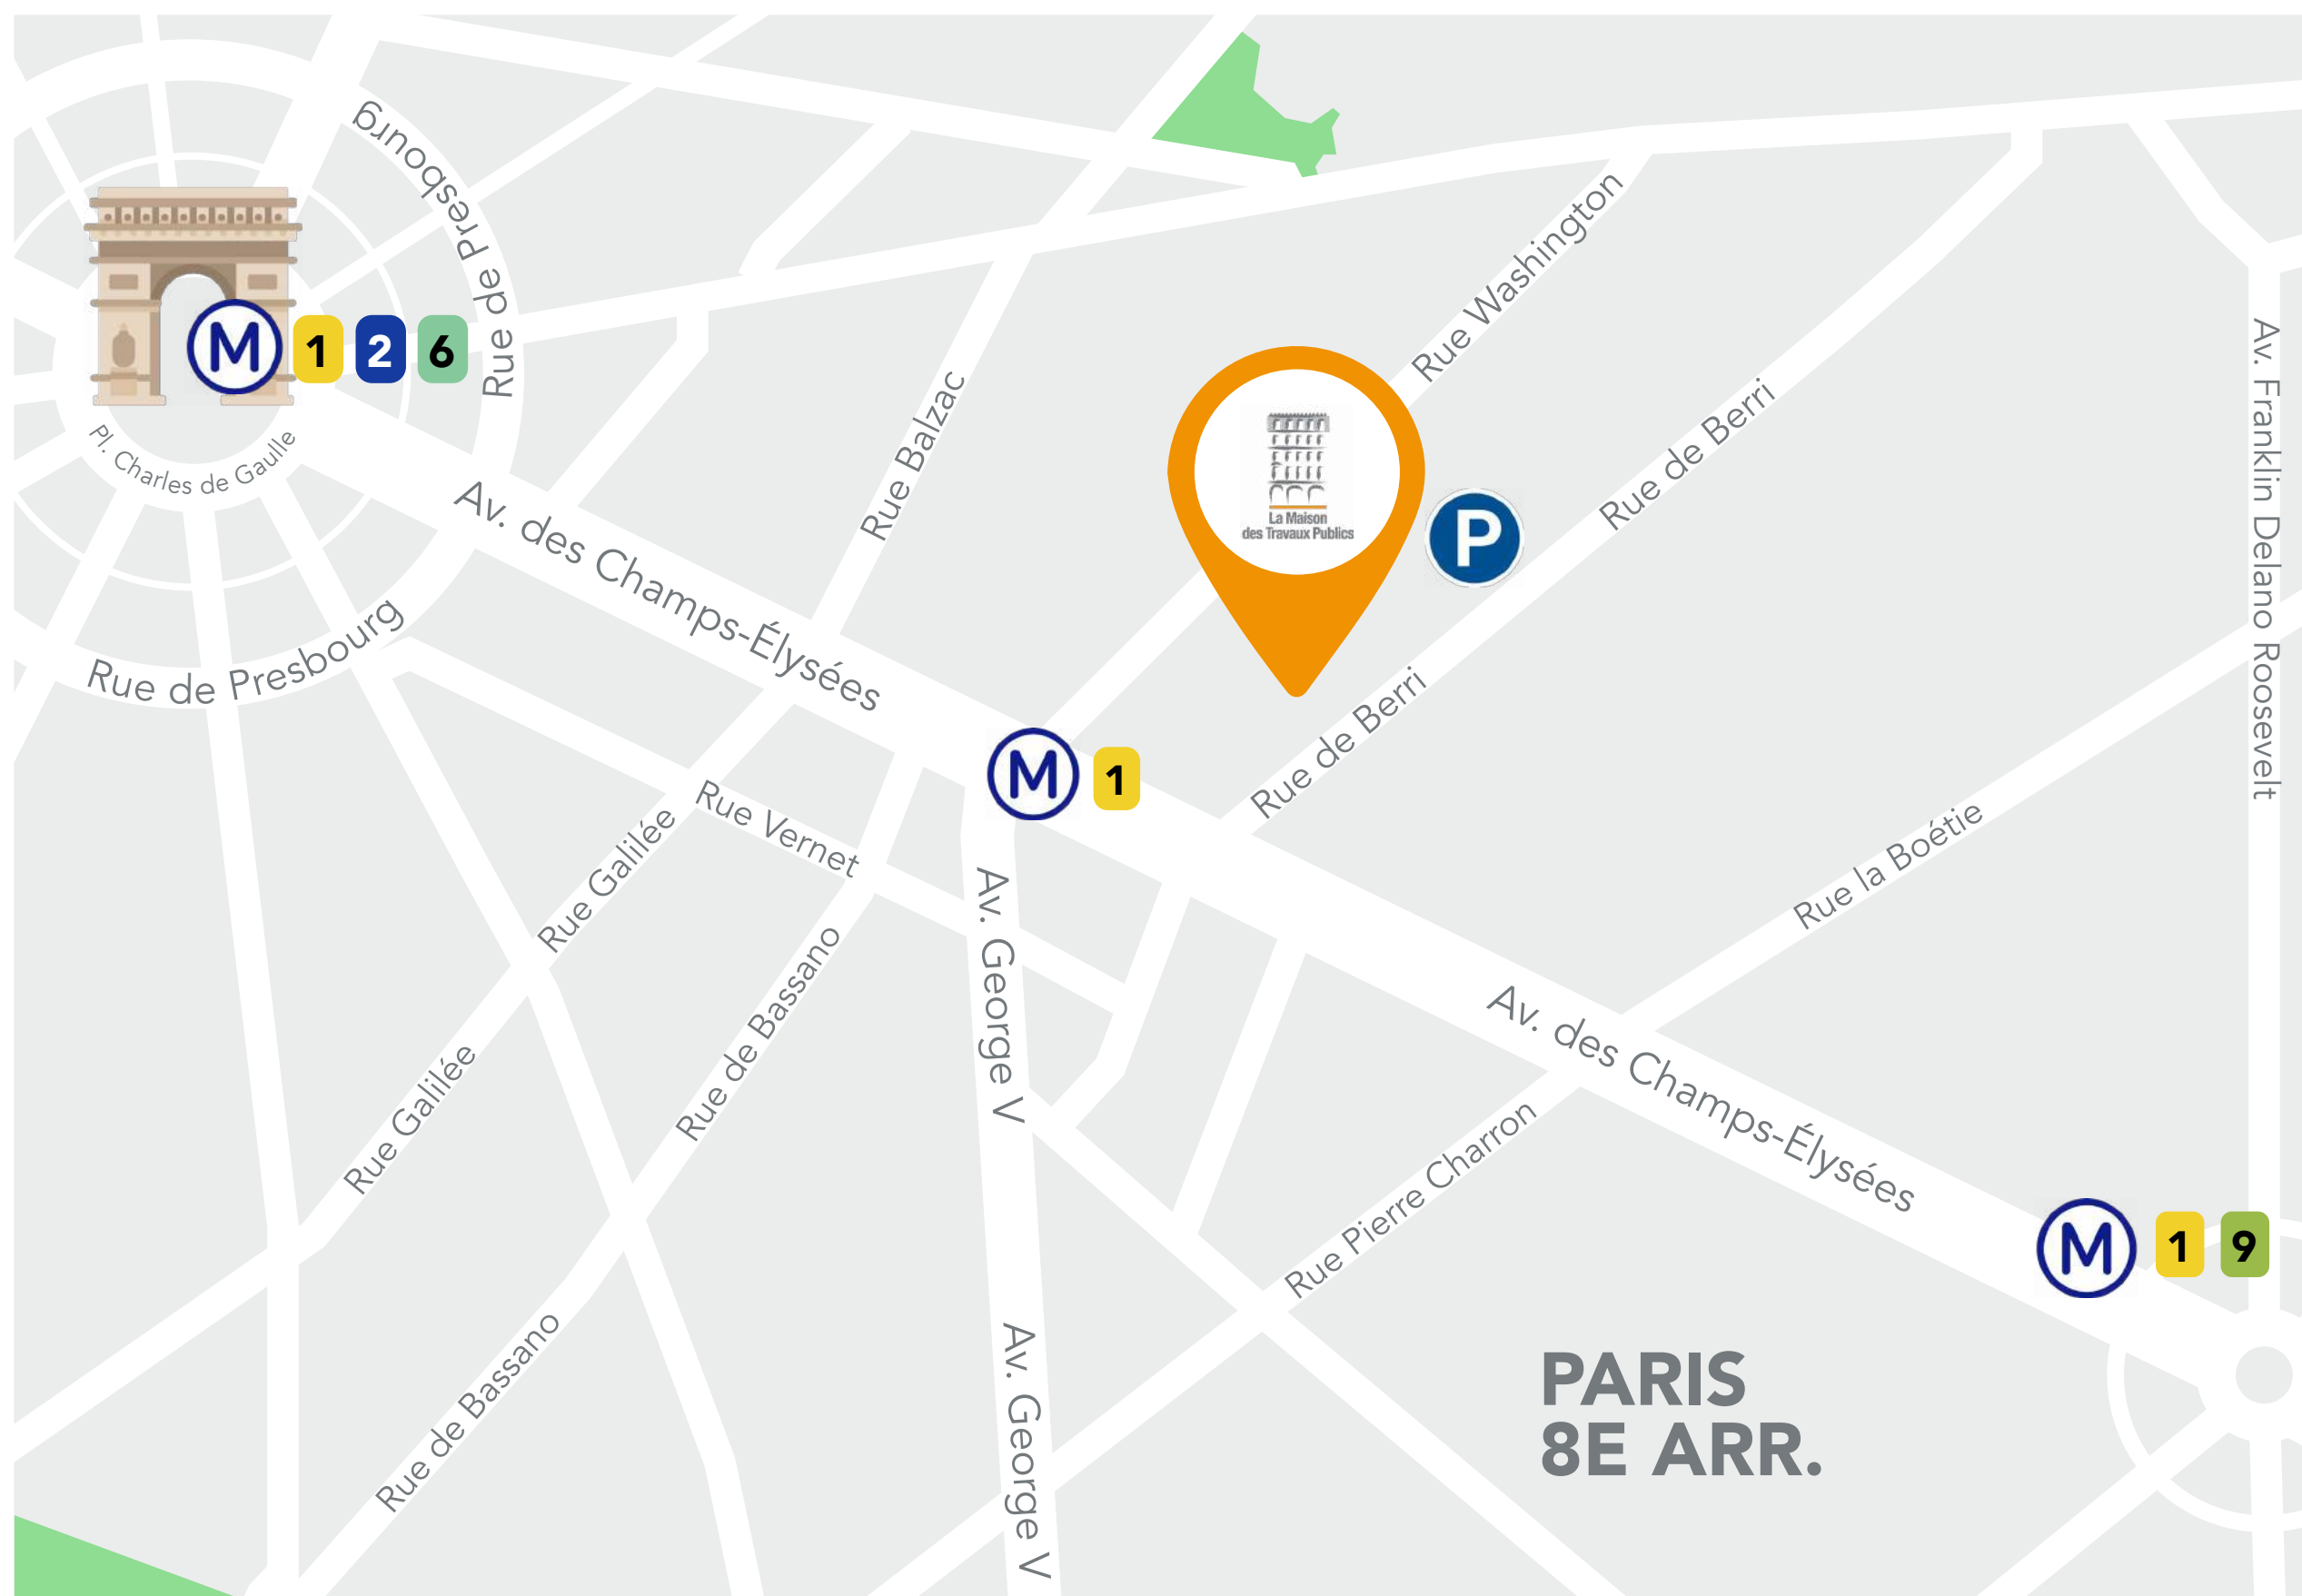 Rue de Presbourg
Rue Washington
M 1 2 6
Pl. Charles de Gaulle
Rue Balzac
La Maison
des Travaux Publics
P
Rue de Berri
Av. Franklin Delano Roosevelt
Av. des Champs-Élysées
Rue de Presbourg
M 1
Rue de Berri
Rue Vernet
Rue Galilée
Rue la Boétie
Av. George V
Rue de Bassano
Av. des Champs-Élysées
Rue Galilée
Rue Pierre Charron
M 1 9
Rue de Bassano
Av. George V
PARIS
8E ARR.